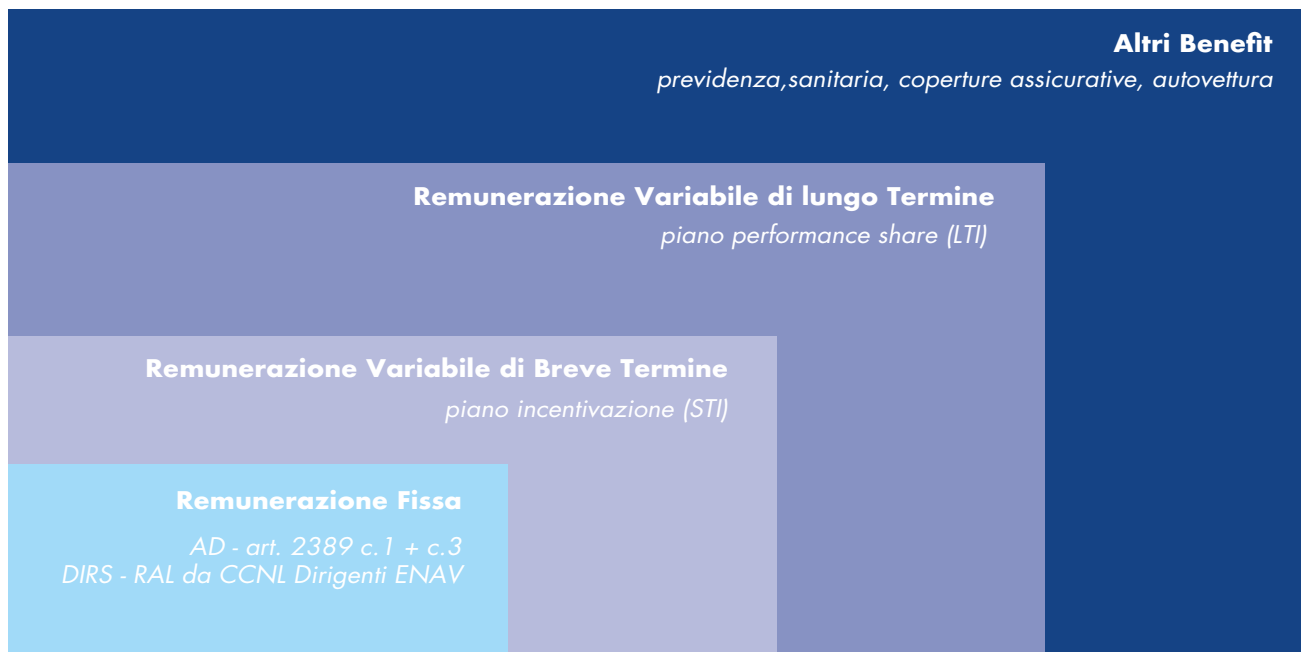 Altri Benefit
previdenza,sanitaria, coperture assicurative, autovettura
Remunerazione Variabile di lungo Termine
piano performance share (LTI)
Remunerazione Variabile di Breve Termine
piano incentivazione (STI)
Remunerazione Fissa
AD - art. 2389 c.1 + c.3
DIRS - RAL da CCNL Dirigenti ENAV